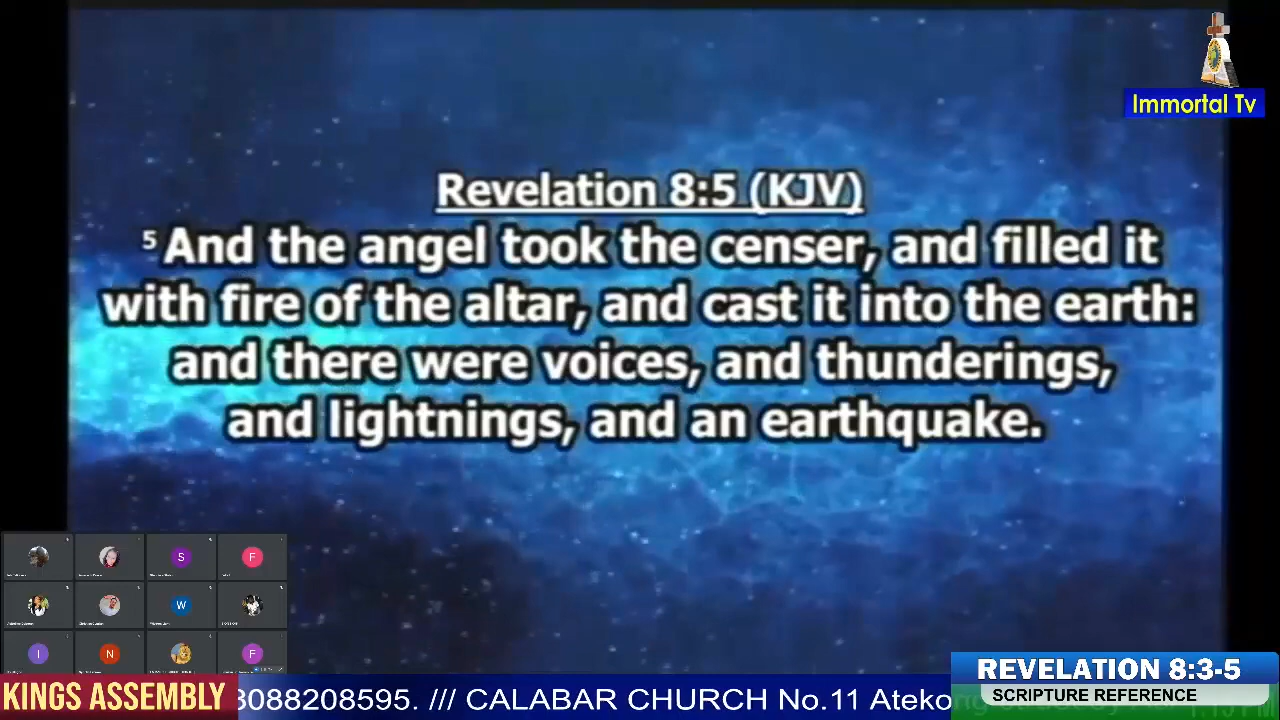 Immortal Tv
Revelation 8:5 (KJV)
5 And the angel took the censer, and filled it
with fire of the altar, and cast it into the earth:
and there were voices, and thunderings,
and lightnings, and an earthquake.
S
F
W
I
N
F
REVELATION 8:3-5
SCRIPTURE REFERENCE
KINGS ASSEMBLY
8088208595. /// CALABAR CHURCH No.11 Atekong